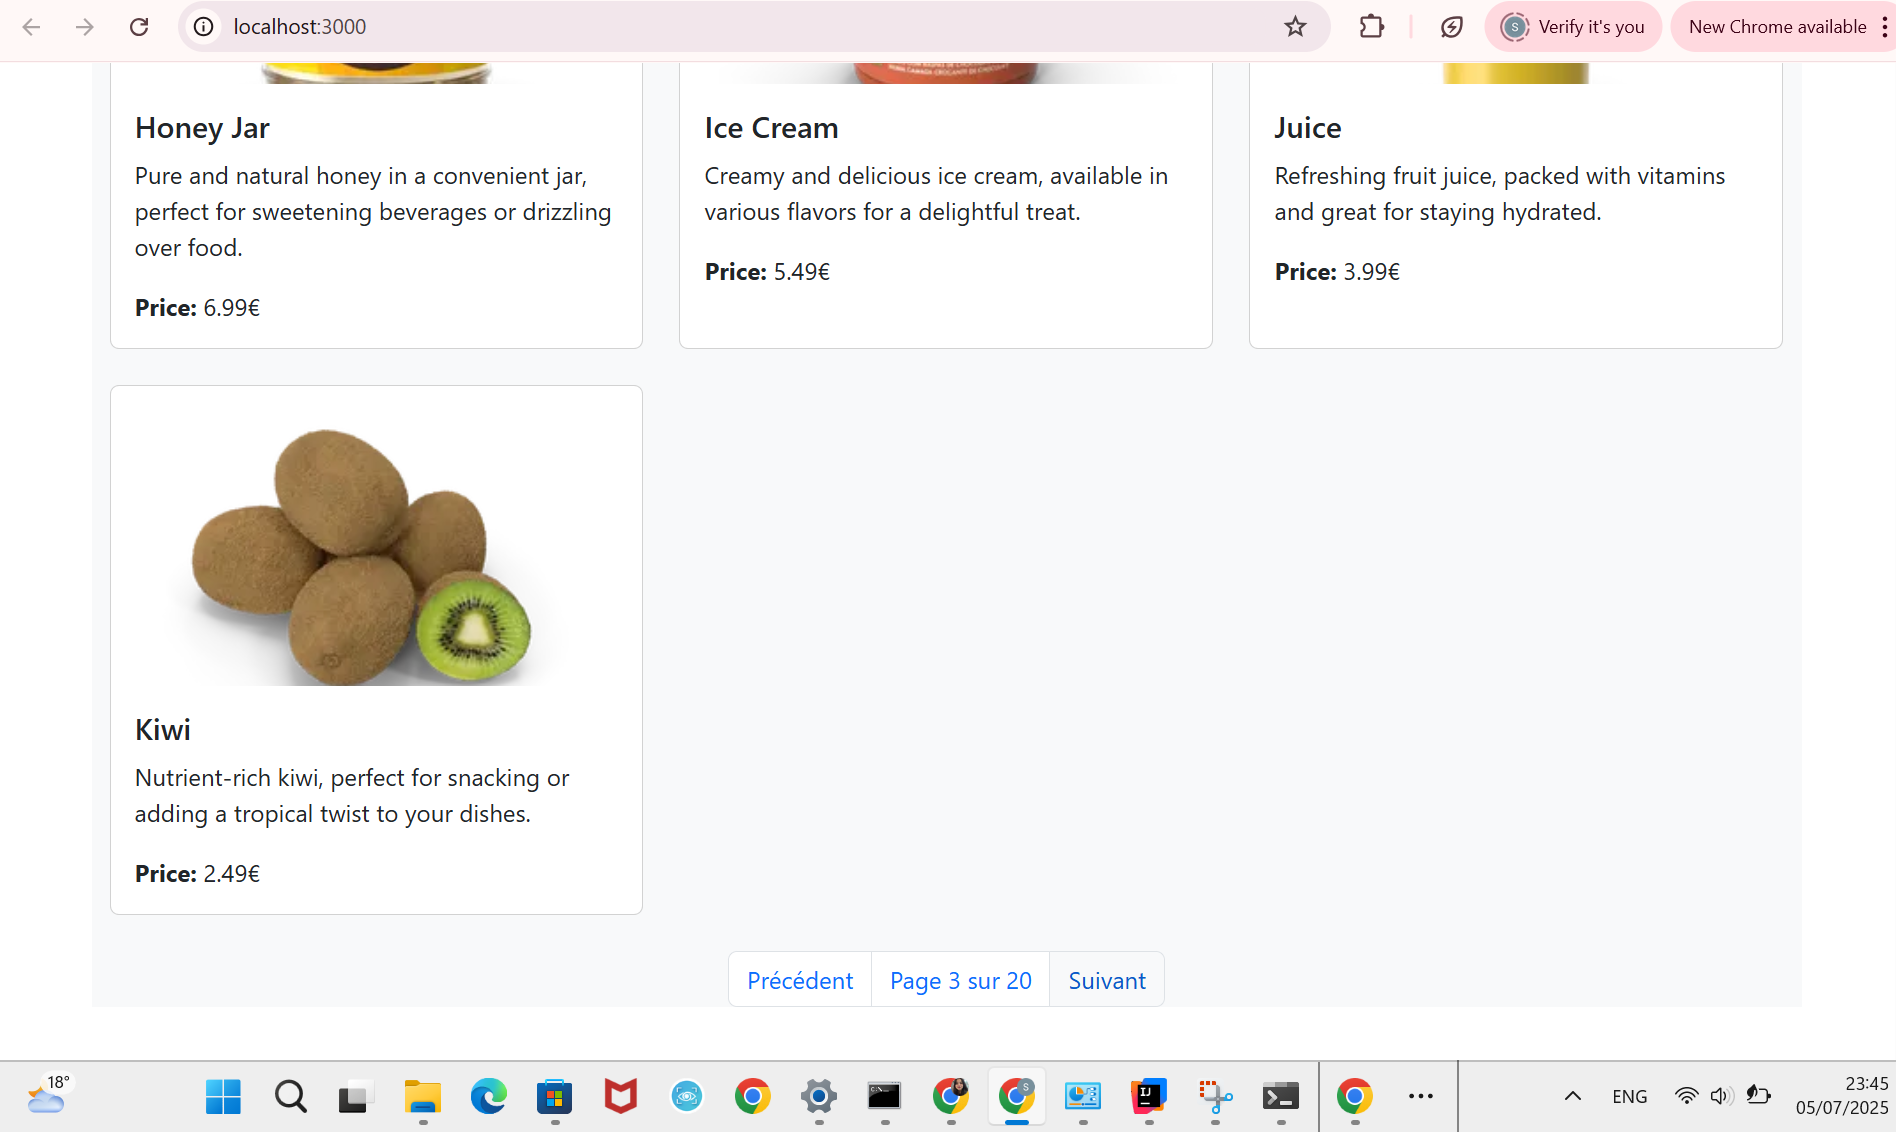 localhost:3000
S
Verify it's you
New Chrome available
Honey Jar
Pure and natural honey in a convenient jar,
perfect for sweetening beverages or drizzling
over food.
Price: 6.99€
Ice Cream
Creamy and delicious ice cream, available in
various flavors for a delightful treat.
Price: 5.49€
Juice
Refreshing fruit juice, packed with vitamins
and great for staying hydrated.
Price: 3.99€
Kiwi
Nutrient-rich kiwi, perfect for snacking or
adding a tropical twist to your dishes.
Price: 2.49€
Précédent
Page 3 sur 20
Suivant
18°
S
IJ
ENG
23:45
05/07/2025